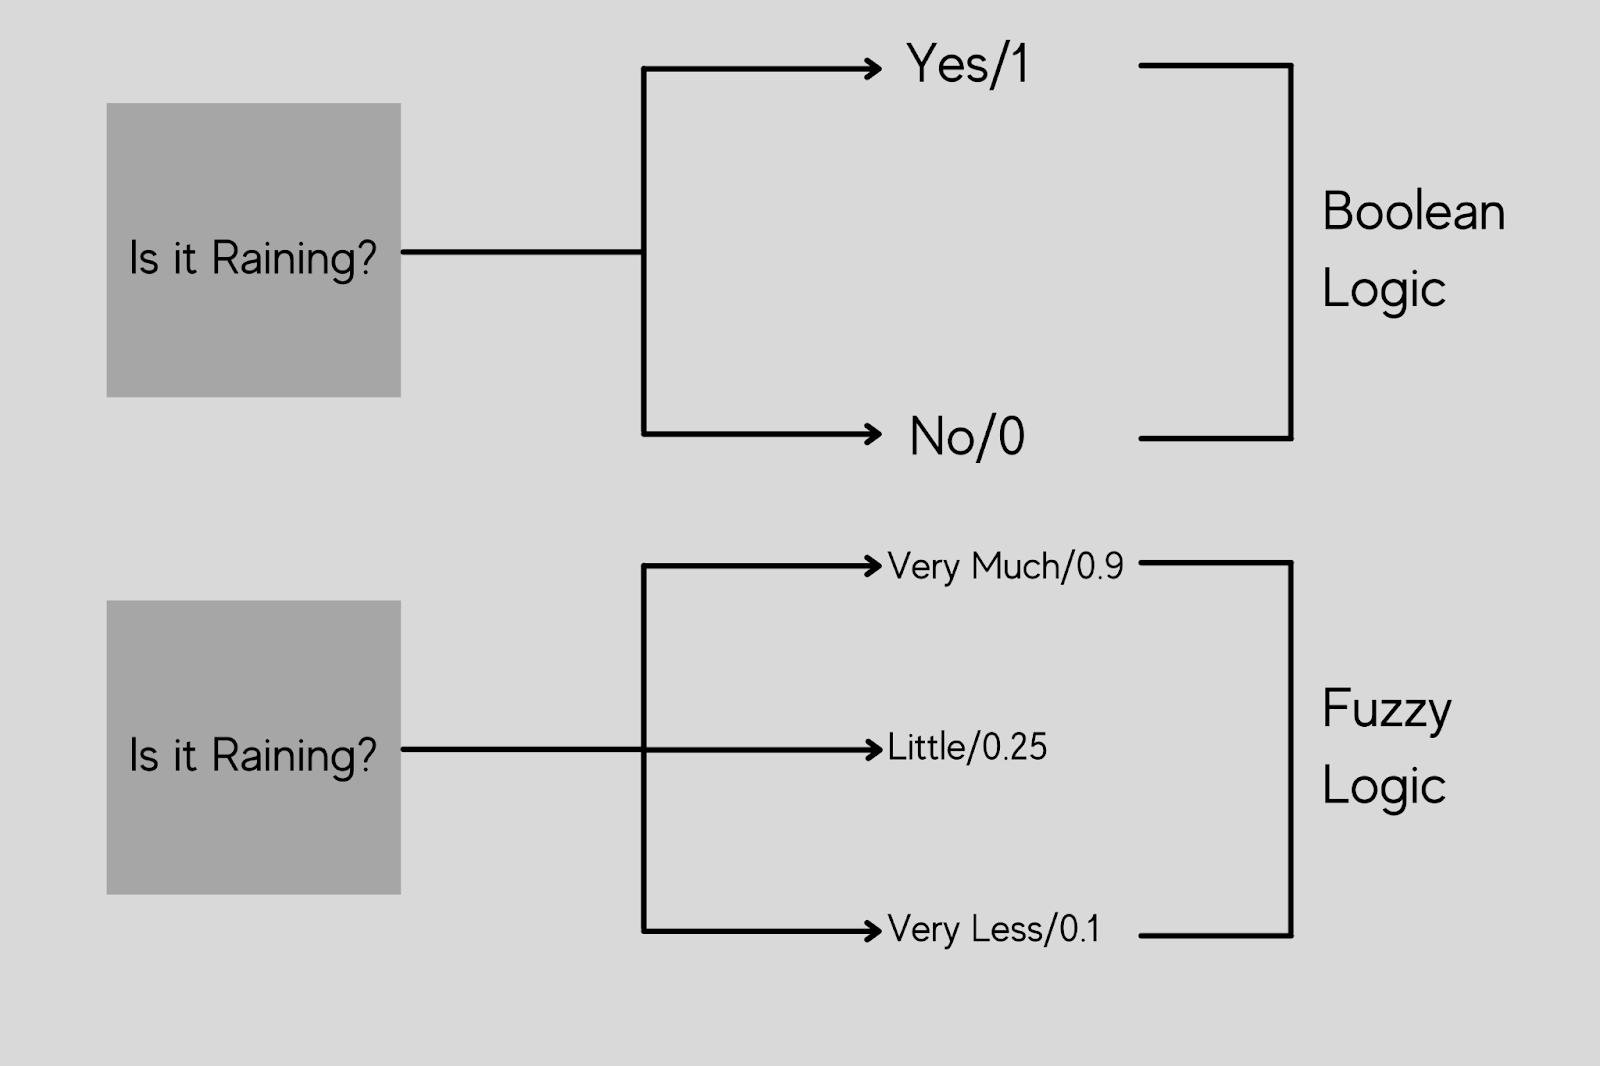 Is it Raining?
Yes/1
No/0
Boolean
Logic
Is it Raining?
Very Much/0.9
Little/0.25
Very Less/0.1
Fuzzy
Logic